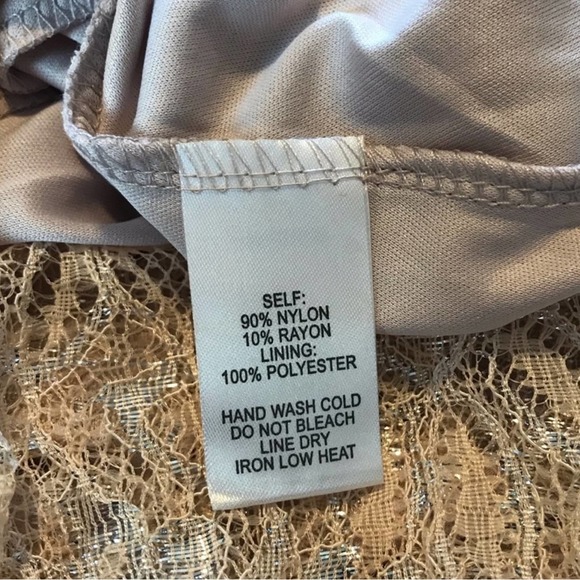 SELF:
90% NYLON
10% RAYON
LINING:
100% POLYESTER
HAND WASH COLD
DO NOT BLEACH
LINE DRY
IRON LOW HEAT